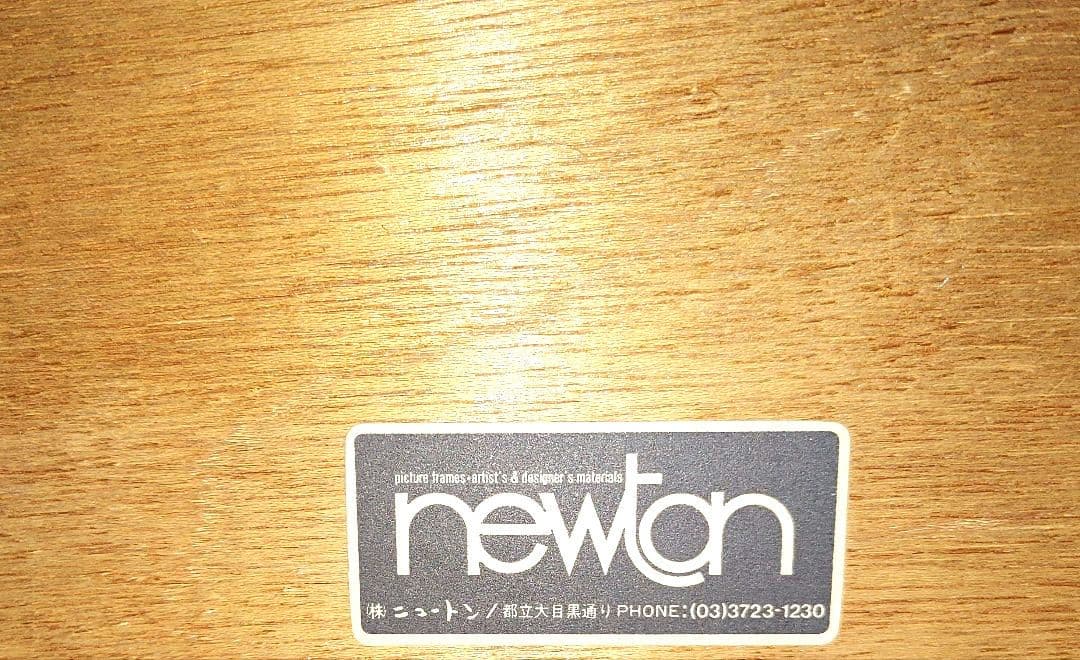 picture frames・artist's & designer's materials
newton
(株)ニュートン/都立大目黒通り PHONE:(03)3723-1230